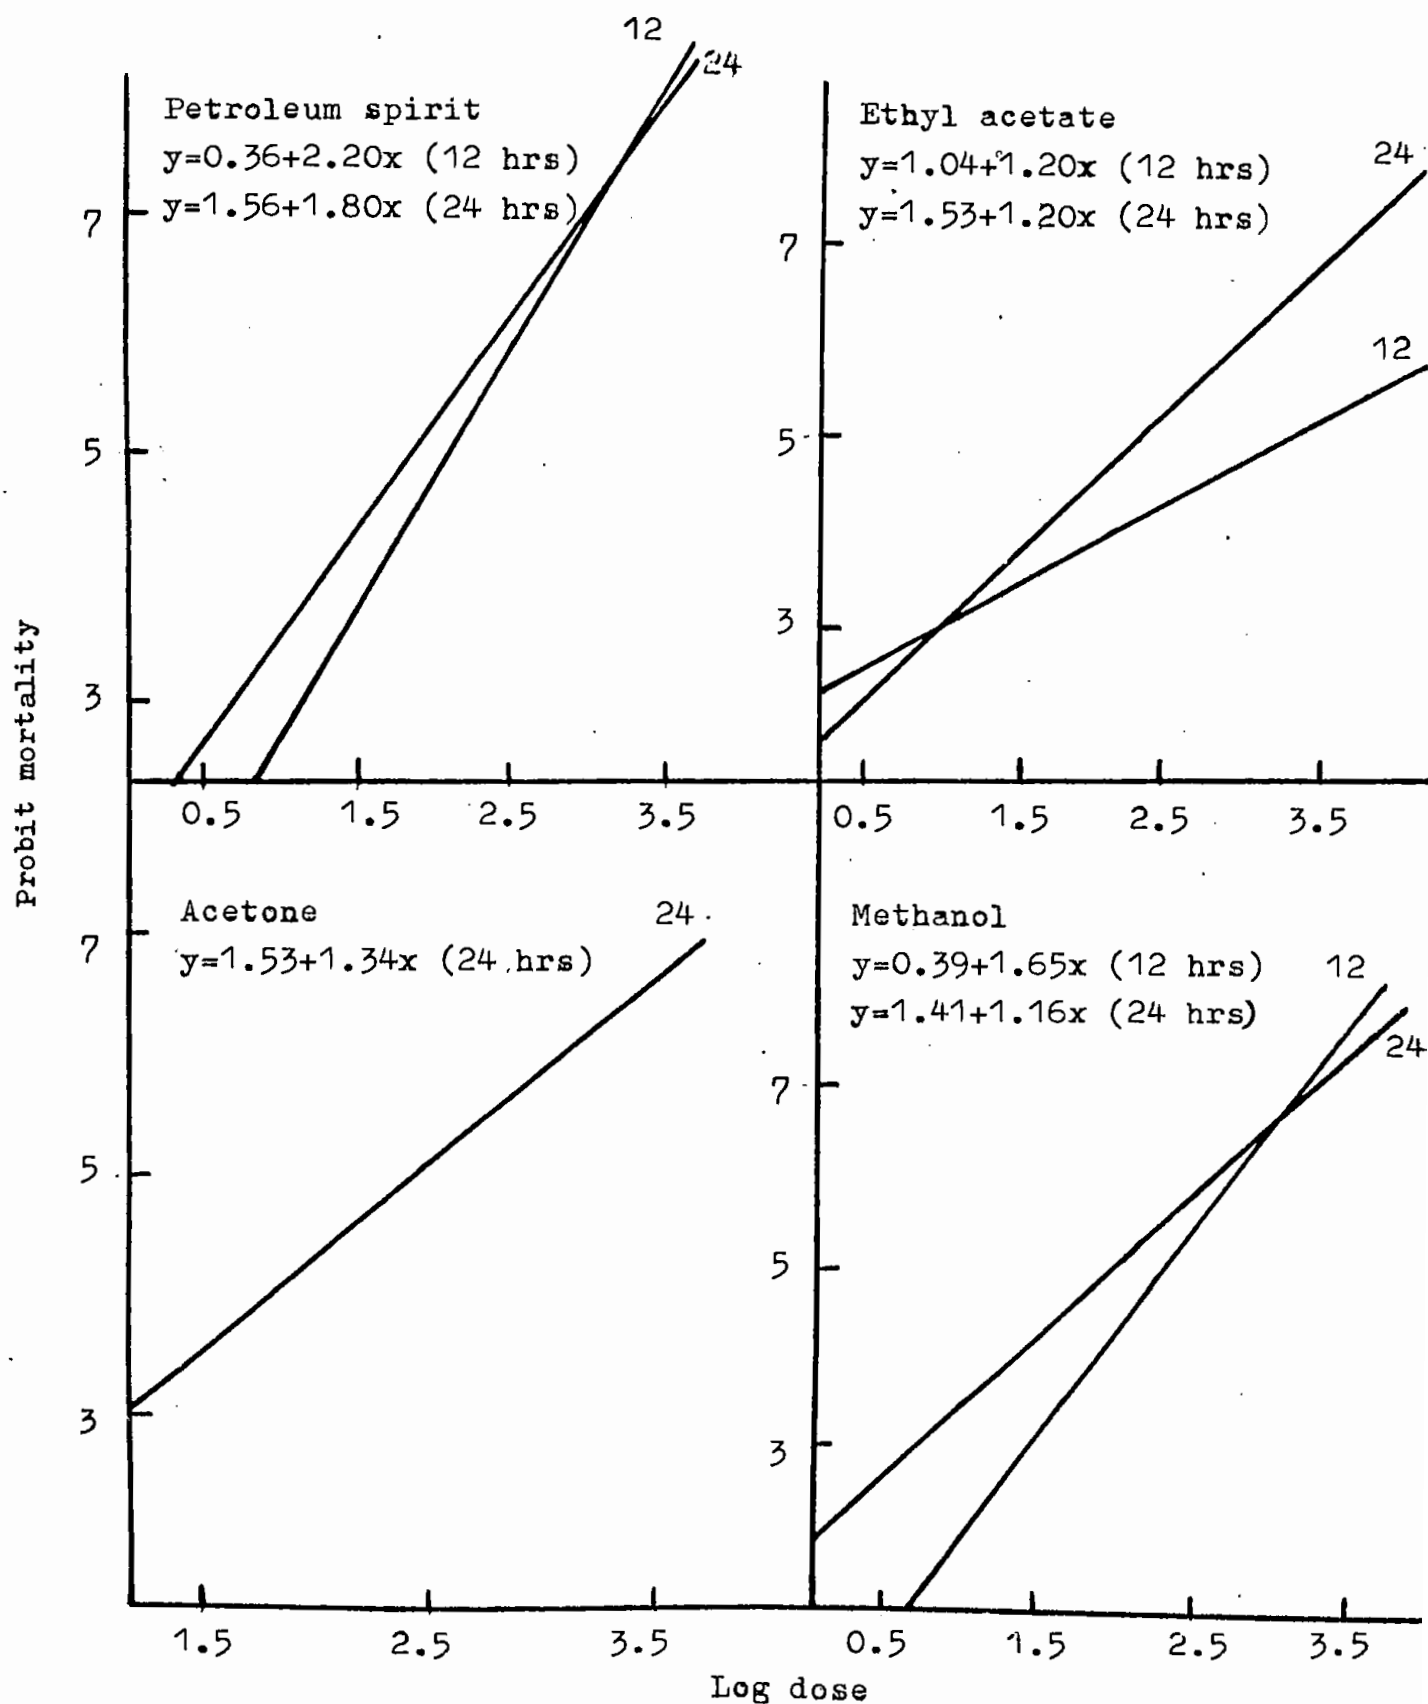 12
24
Petroleum spirit
y=0.36+2.20x (12 hrs)
y=1.56+1.80x (24 hrs)
7
5
3
0.5 1.5 2.5 3.5
Ethyl acetate
y=1.04+1.20x (12 hrs)
y=1.53+1.20x (24 hrs)
24
12
7
5
3
0.5 1.5 2.5 3.5
Probit mortality
Acetone
y=1.53+1.34x (24 hrs)
24
7
5
3
1.5 2.5 3.5
Methanol
y=0.39+1.65x (12 hrs)
y=1.41+1.16x (24 hrs)
12
24
7
5
3
0.5 1.5 2.5 3.5
Log dose